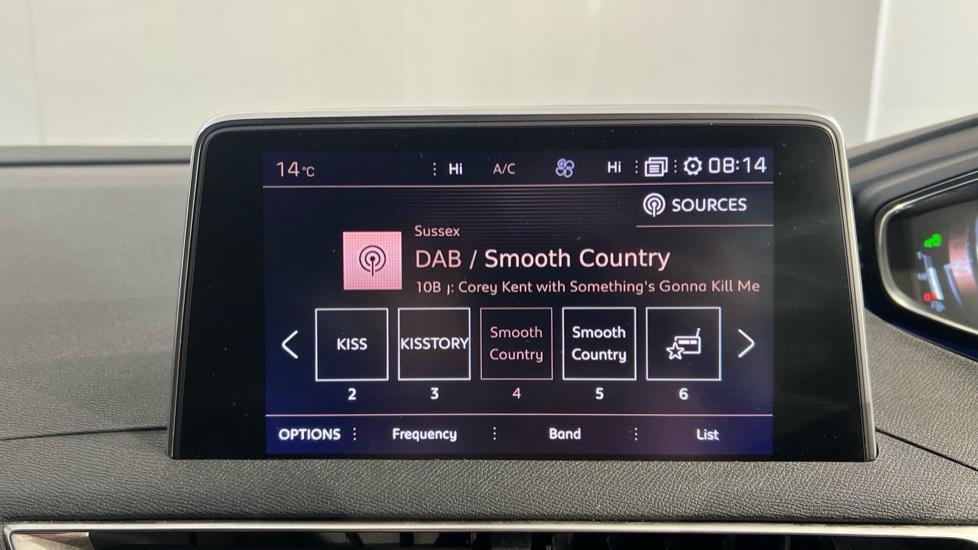 14°C Hi A/C Hi 08:14
SOURCES
Sussex
DAB / Smooth Country
10B : Corey Kent with Something's Gonna Kill Me
KISS
KISSTORY
Smooth
Country
Smooth
Country
2 3 4 5 6
OPTIONS Frequency Band List